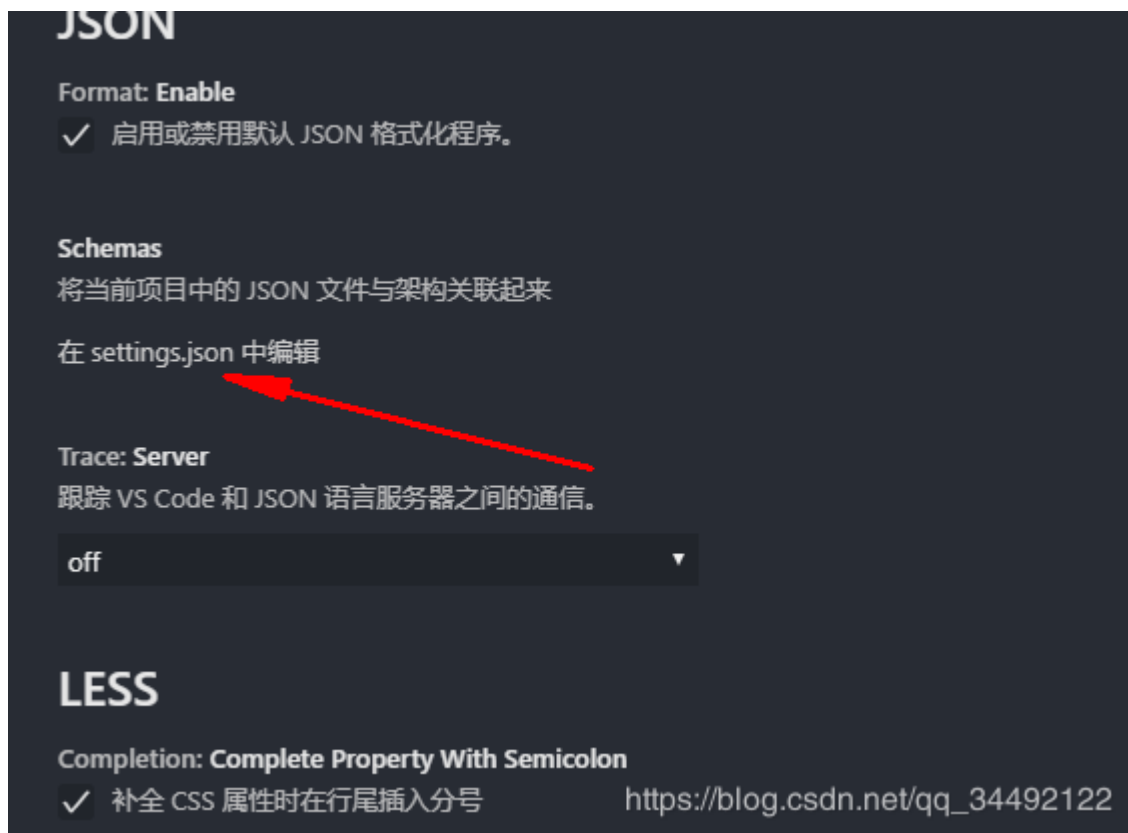 JSON
Format: Enable
启用或禁用默认 JSON 格式化程序。
Schemas
将当前项目中的 JSON 文件与架构关联起来
在 settings.json 中编辑
Trace: Server
跟踪 VS Code 和 JSON 语言服务器之间的通信。
off
LESS
Completion: Complete Property With Semicolon
补全 CSS 属性时在行尾插入分号
https://blog.csdn.net/qq_34492122